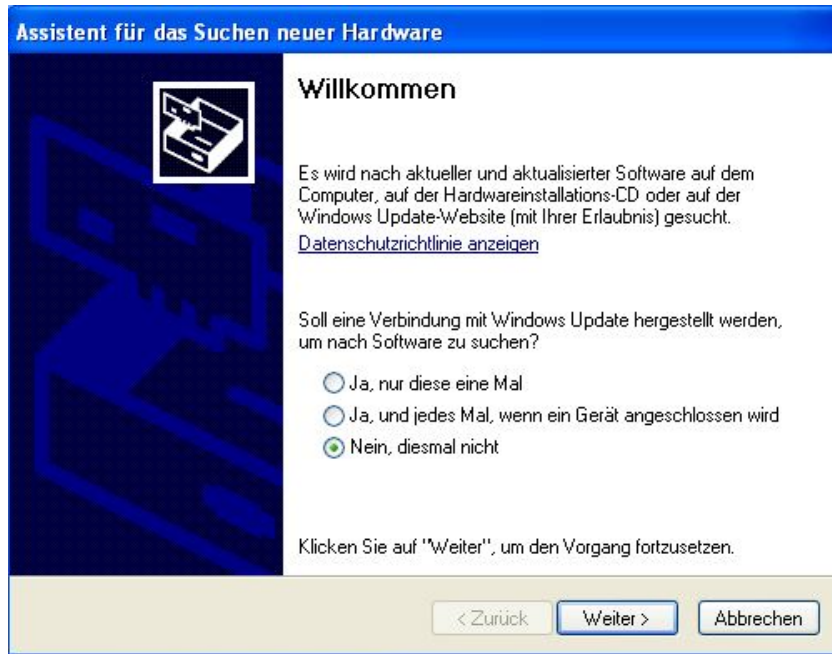 Assistent für das Suchen neuer Hardware
Willkommen
Es wird nach aktueller und aktualisierter Software auf dem
Computer, auf der Hardwareinstallations-CD oder auf der
Windows Update-Website (mit Ihrer Erlaubnis) gesucht.
Datenschutzrichtlinie anzeigen
Soll eine Verbindung mit Windows Update hergestellt werden,
um nach Software zu suchen?
Ja, nur diese eine Mal
Ja, und jedes Mal, wenn ein Gerät angeschlossen wird
Nein, diesmal nicht
Klicken Sie auf "Weiter", um den Vorgang fortzusetzen.
< Zurück Weiter > Abbrechen